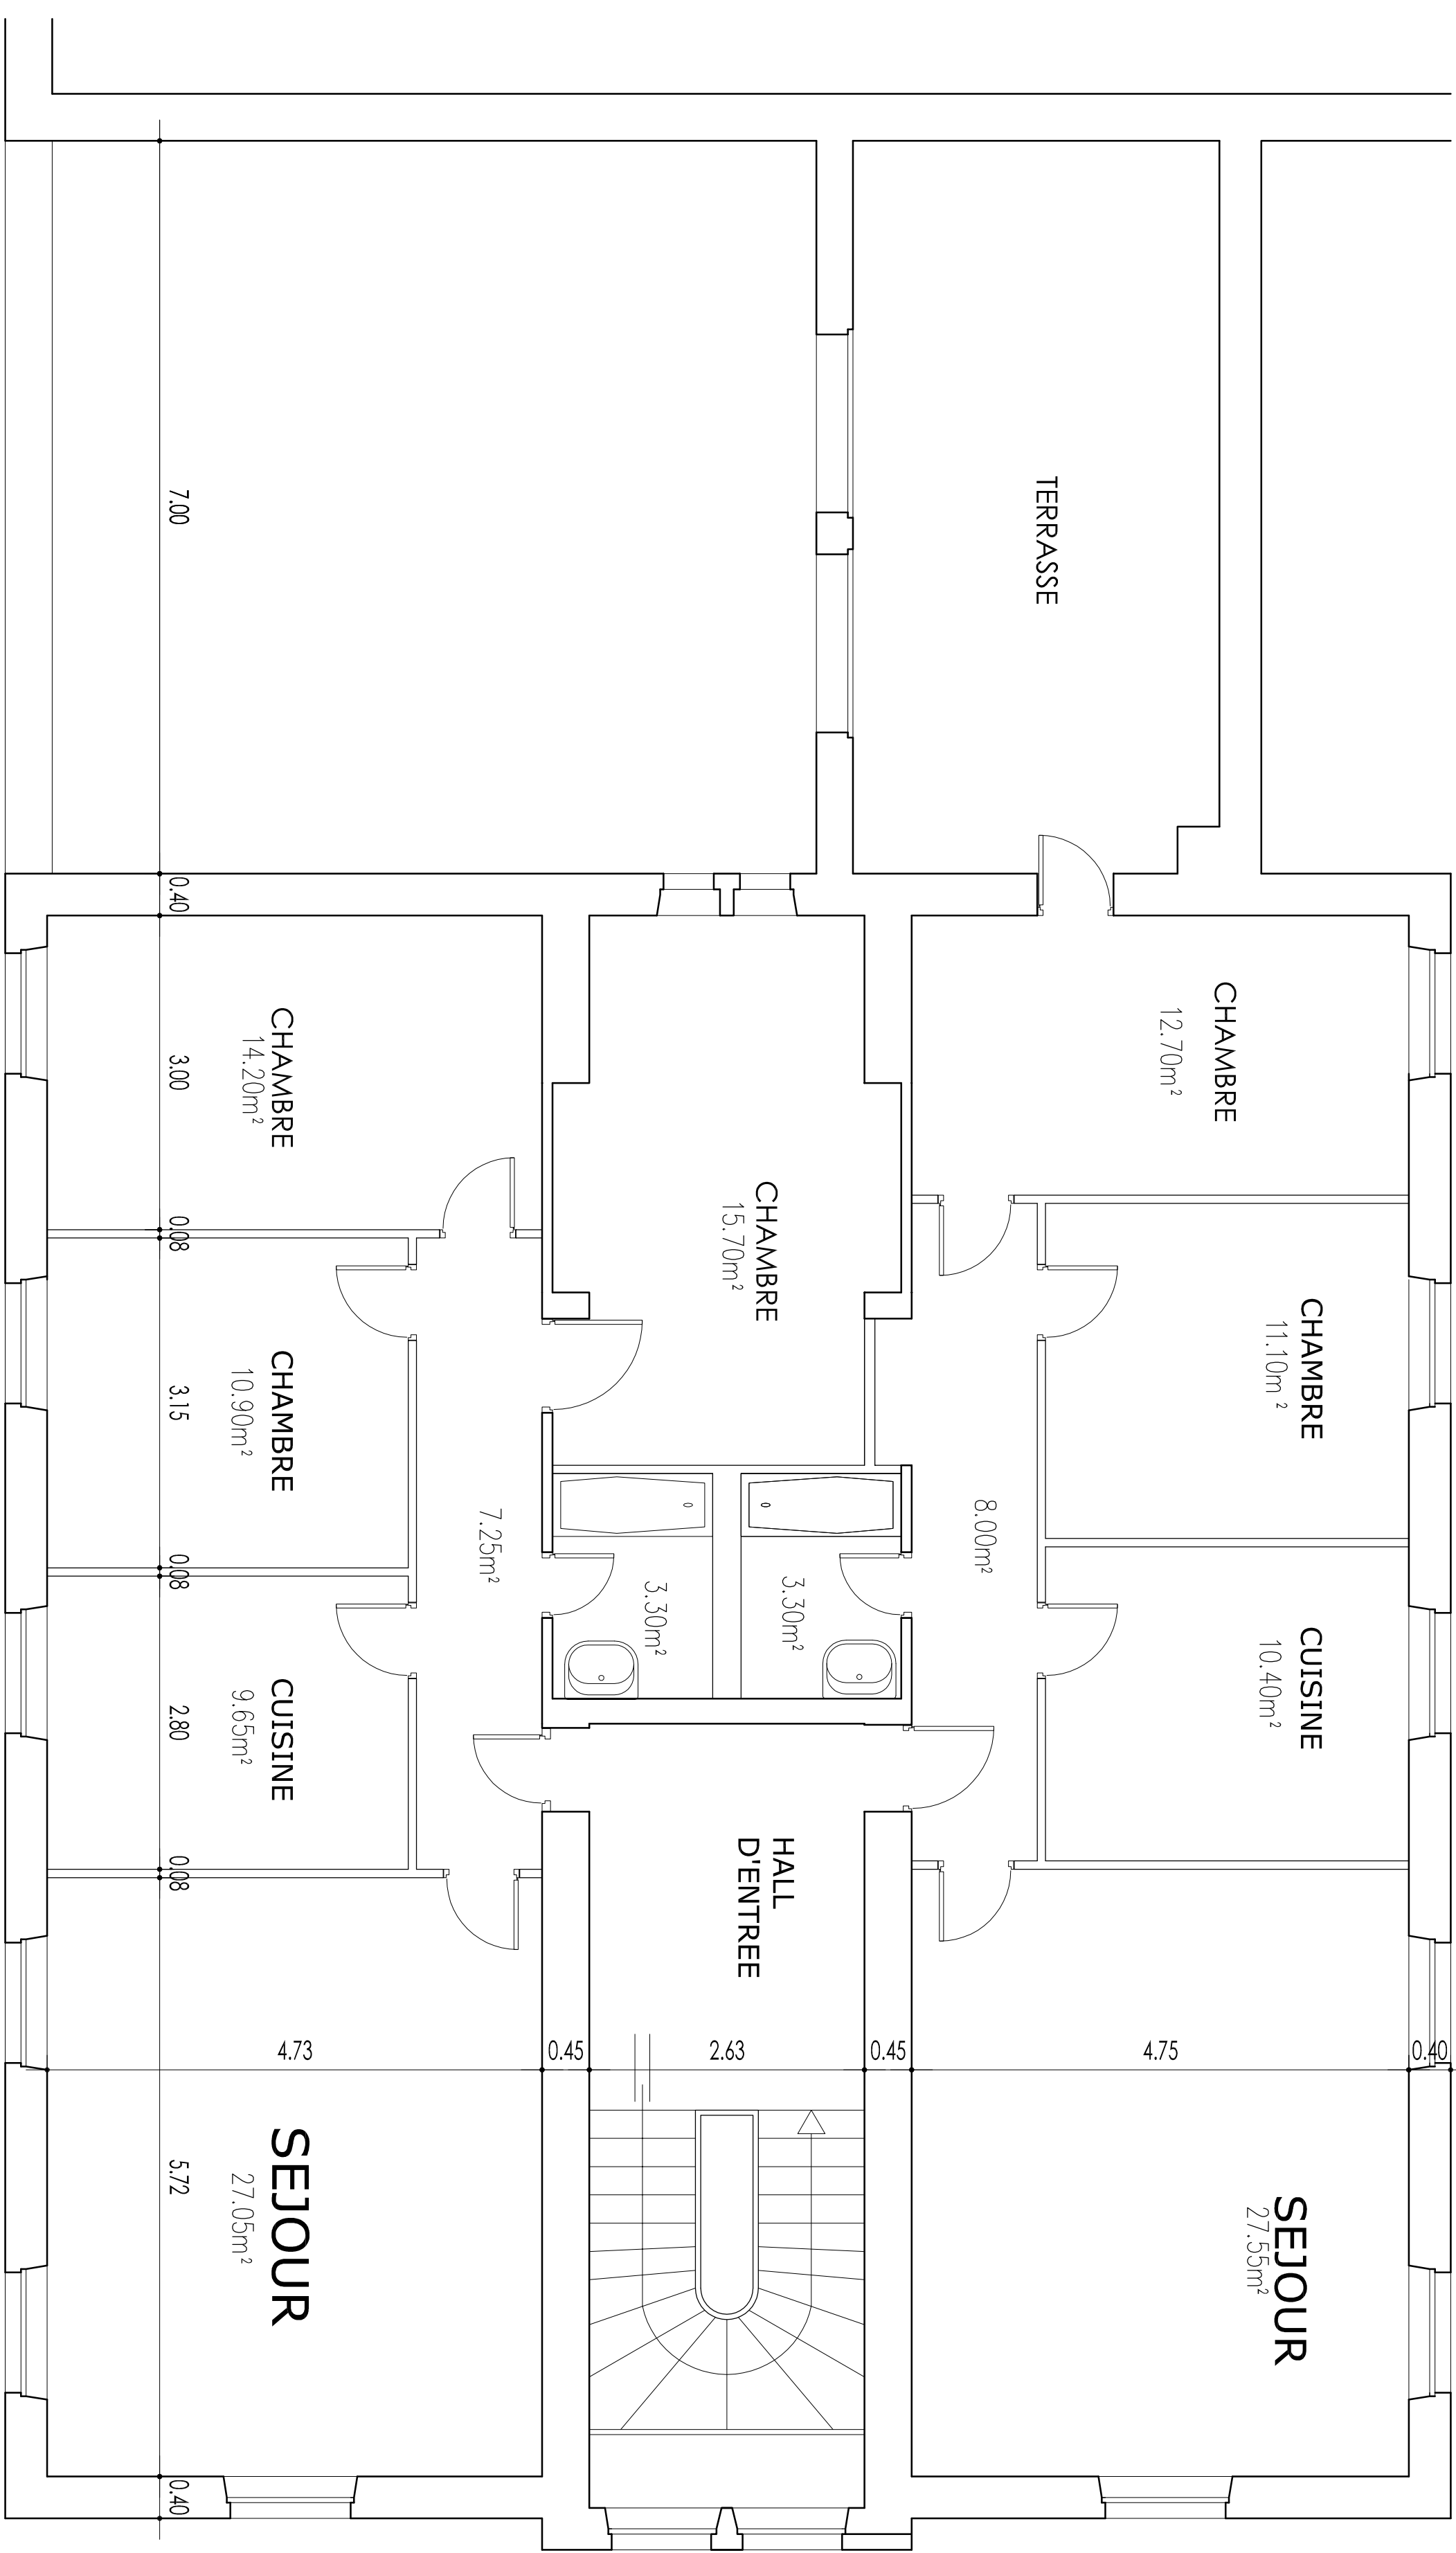 TERRASSE
7.00
0.40
CHAMBRE
14.20m²
3.00
CHAMBRE
15.70m²
CHAMBRE
12.70m²
0.08
CHAMBRE
10.90m²
3.15
CHAMBRE
11.10m²
7.25m²
8.00m²
3.30m²
3.30m²
0.08
CUISINE
9.65m²
2.80
CUISINE
10.40m²
0.08
HALL
D'ENTREE
4.73
0.45
2.63
0.45
4.75
0.40
SEJOUR
27.05m²
5.72
SEJOUR
27.55m²
0.40